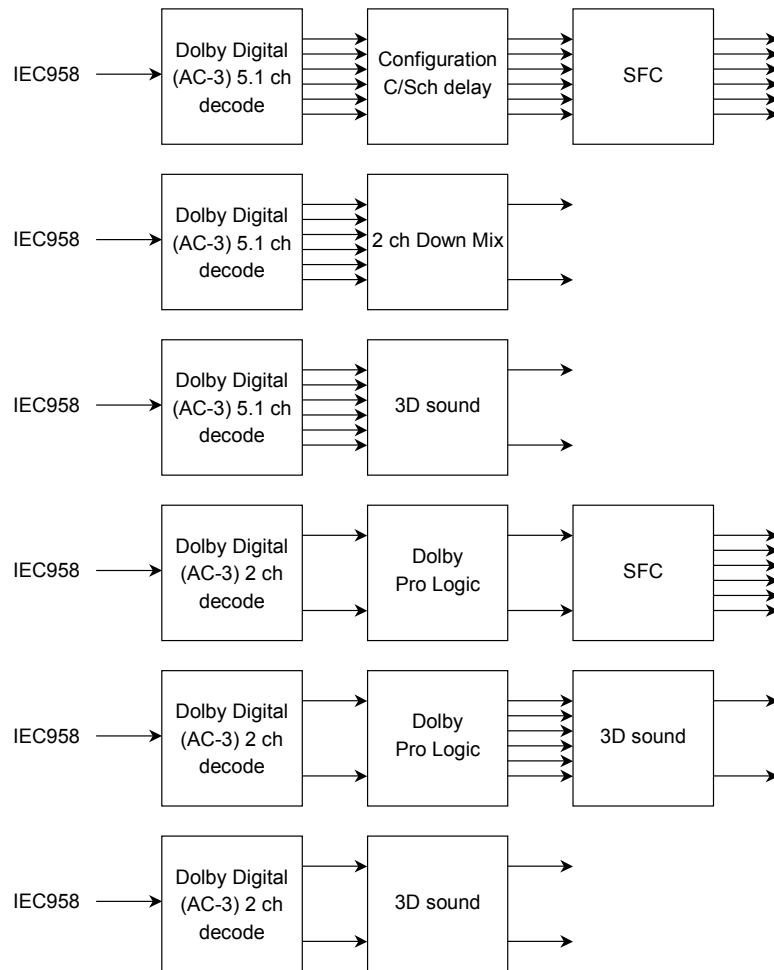 IEC958
Dolby Digital
(AC-3) 5.1 ch
decode
Configuration
C/Sch delay
SFC
IEC958
Dolby Digital
(AC-3) 5.1 ch
decode
2 ch Down Mix
IEC958
Dolby Digital
(AC-3) 5.1 ch
decode
3D sound
IEC958
Dolby Digital
(AC-3) 2 ch
decode
Dolby
Pro Logic
SFC
IEC958
Dolby Digital
(AC-3) 2 ch
decode
Dolby
Pro Logic
3D sound
IEC958
Dolby Digital
(AC-3) 2 ch
decode
3D sound